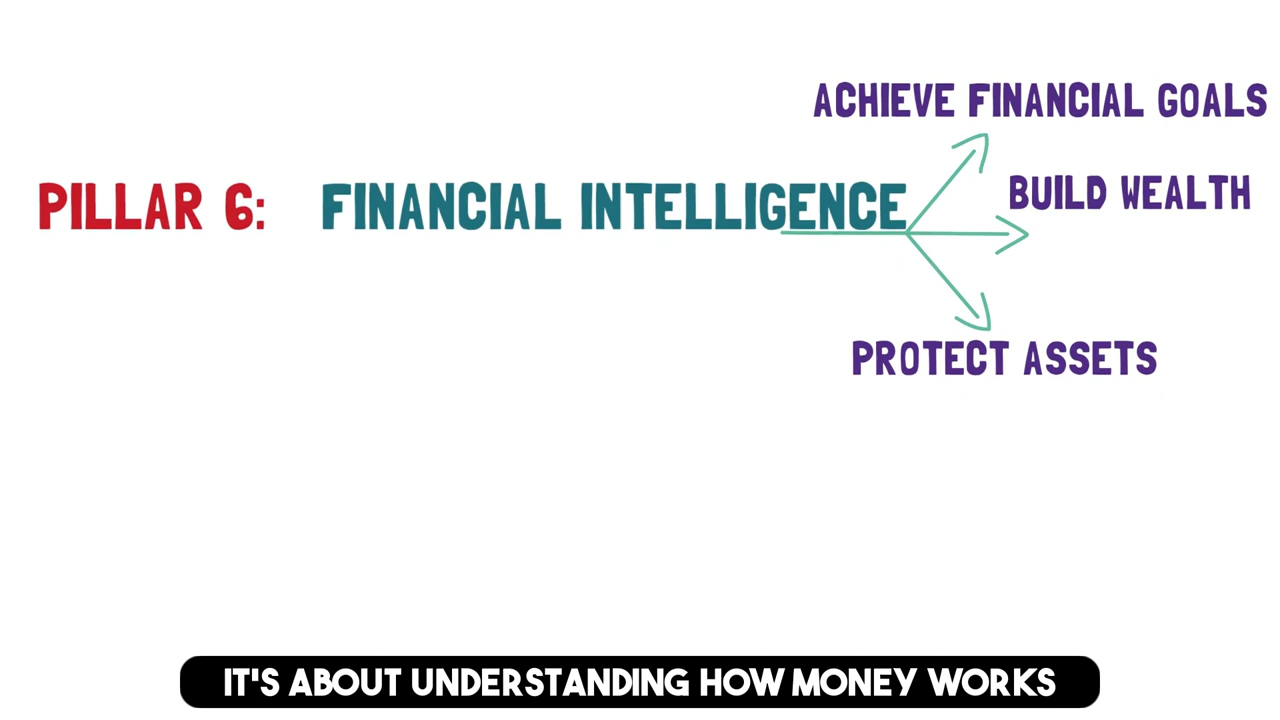 ACHIEVE FINANCIAL GOALS
PILLAR 6: FINANCIAL INTELLIGENCE
BUILD WEALTH
PROTECT ASSETS
IT'S ABOUT UNDERSTANDING HOW MONEY WORKS